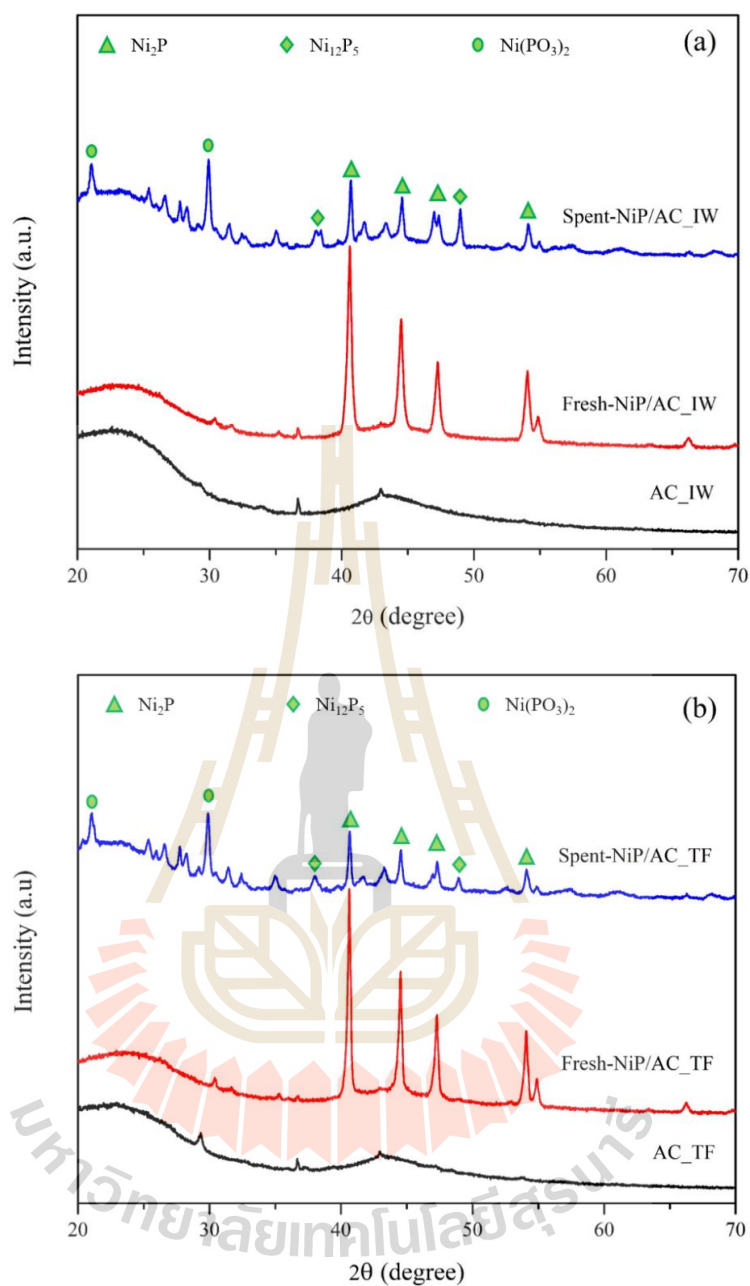 (a)
Ni₂P
Ni₁₂P₅
Ni(PO₃)₂
Spent-NiP/AC_IW
Fresh-NiP/AC_IW
AC_IW
Intensity (a.u.)
20 30 40 50 60 70
2θ (degree)
(b)
Ni₂P
Ni₁₂P₅
Ni(PO₃)₂
Spent-NiP/AC_TF
Fresh-NiP/AC_TF
AC_TF
Intensity (a.u)
20 30 40 50 60 70
2θ (degree)
มหาวิทยาลัยเทคโนโลยีสุรนารี